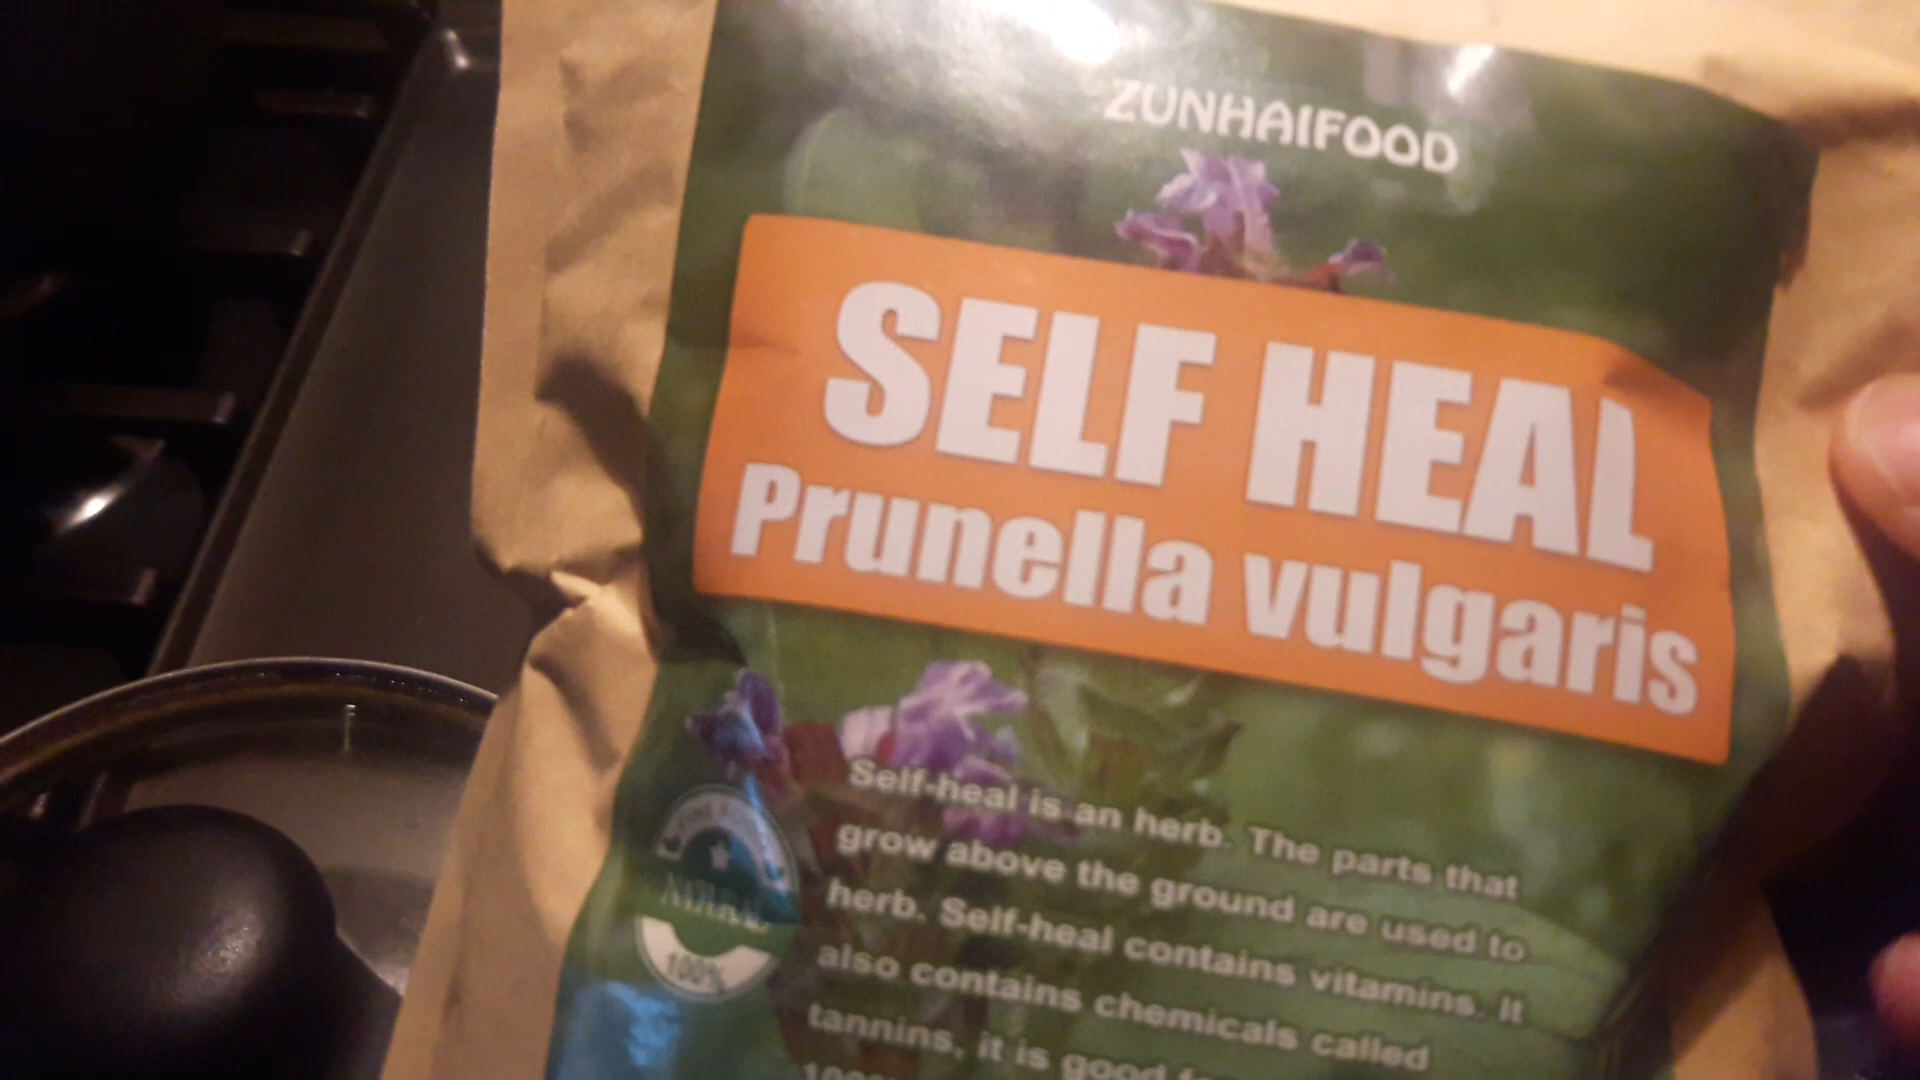 ZUNHAIFOOD
SELF HEAL
Prunella vulgaris
Self-heal is an herb. The parts that
grow above the ground are used to
herb. Self-heal contains vitamins. It
also contains chemicals called
tannins, it is good
100%